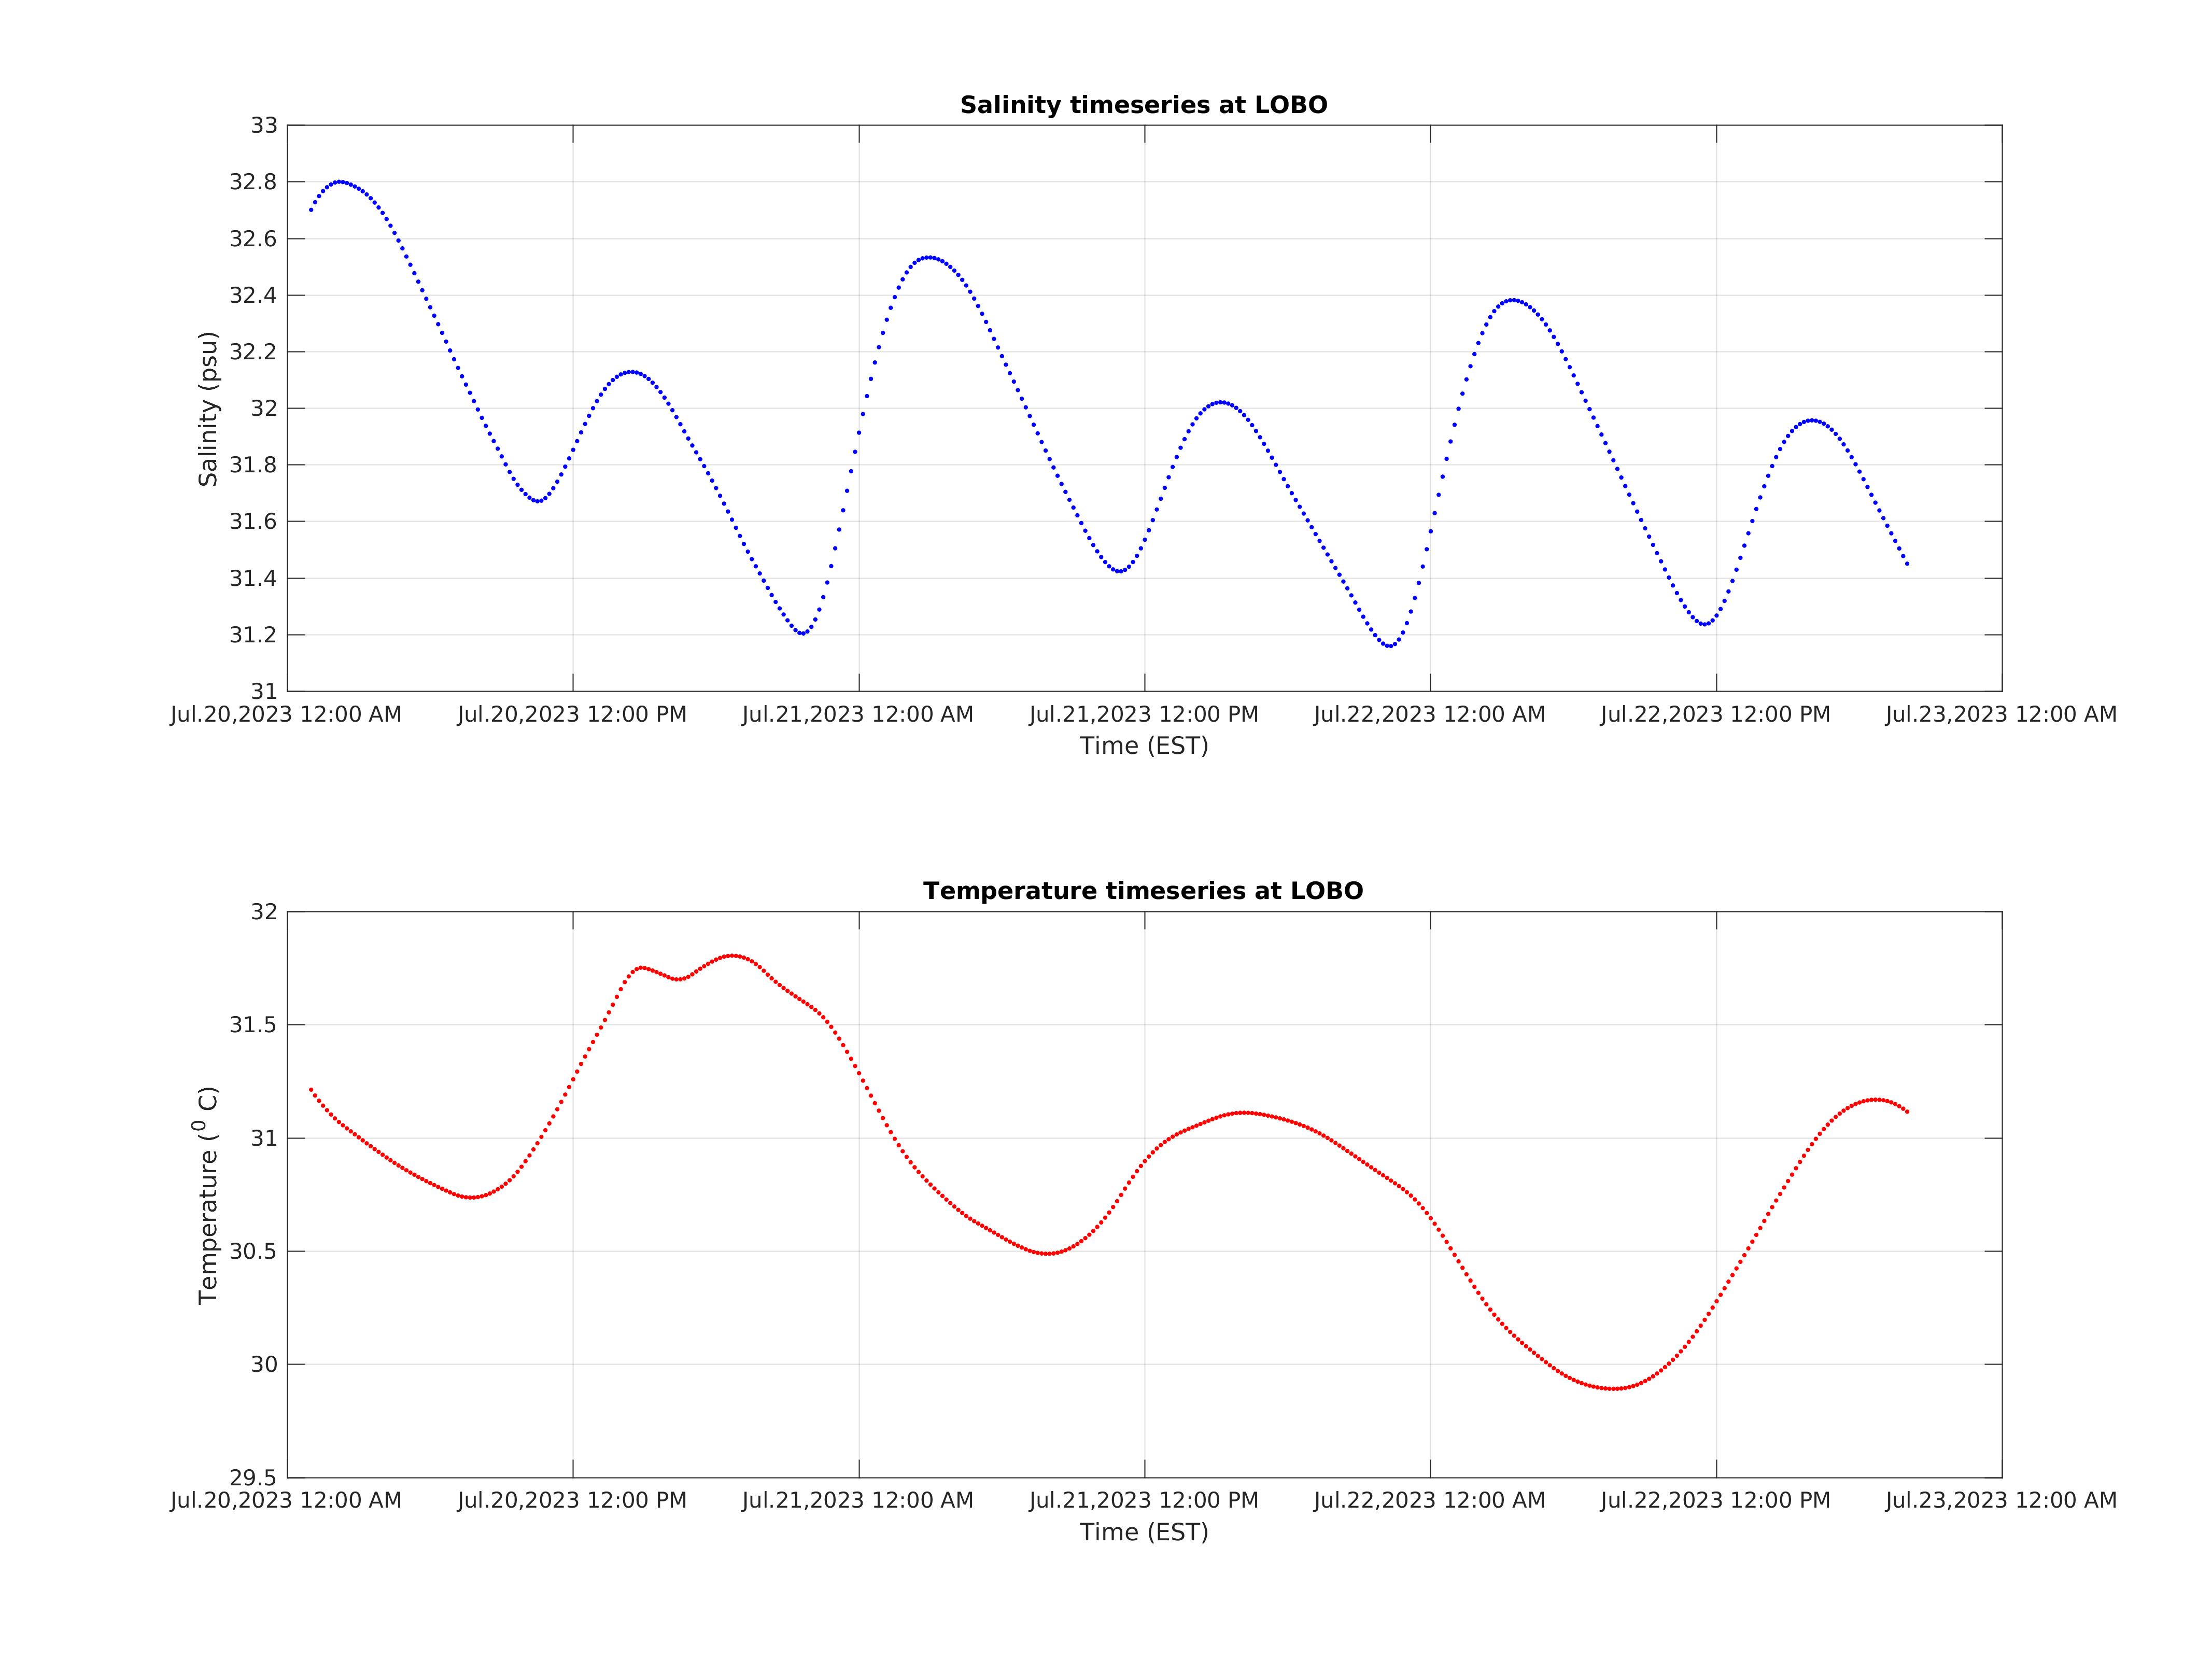 Salinity timeseries at LOBO
33
32.8
32.6
32.4
32.2
32
31.8
31.6
31.4
31.2
31
Salinity (psu)
Jul.20,2023 12:00 AM Jul.20,2023 12:00 PM Jul.21,2023 12:00 AM Jul.21,2023 12:00 PM Jul.22,2023 12:00 AM Jul.22,2023 12:00 PM Jul.23,2023 12:00 AM
Time (EST)
Temperature timeseries at LOBO
32
31.5
31
30.5
30
29.5
Temperature (⁰ C)
Jul.20,2023 12:00 AM Jul.20,2023 12:00 PM Jul.21,2023 12:00 AM Jul.21,2023 12:00 PM Jul.22,2023 12:00 AM Jul.22,2023 12:00 PM Jul.23,2023 12:00 AM
Time (EST)